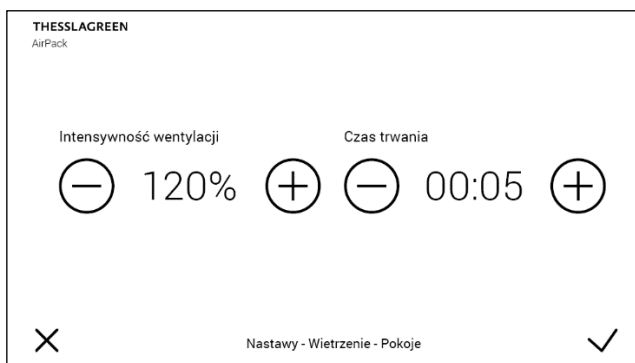 THESSLAGREEN
AirPack
Intensywność wentylacji
Czas trwania
120%
00:05
Nastawy - Wietrzenie - Pokoje